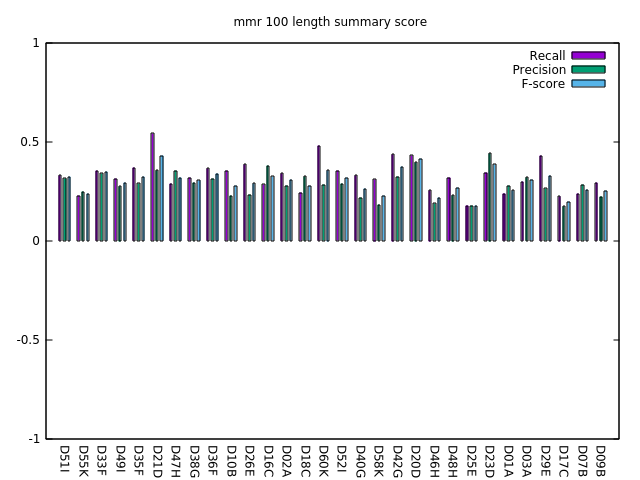 mmr 100 length summary score
Recall
Precision
F-score
1
0.5
0
-0.5
-1
D51I
D55K
D33F
D49I
D35F
D21D
D47H
D38G
D36F
D10B
D26E
D16C
D02A
D18C
D60K
D52I
D40G
D58K
D42G
D20D
D46H
D48H
D25E
D23D
D01A
D03A
D29E
D17C
D07B
D09B